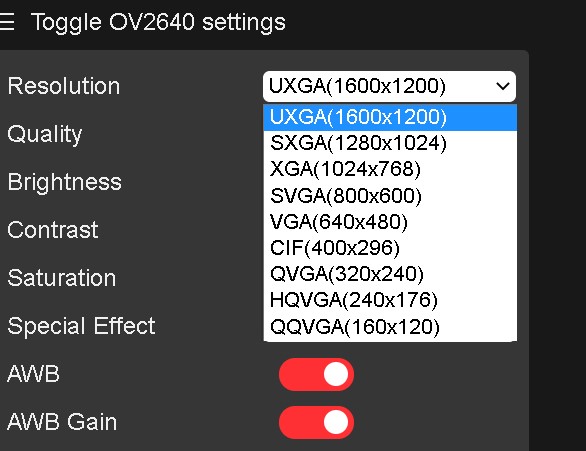 Toggle OV2640 settings
Resolution
UXGA(1600x1200)
UXGA(1600x1200)
SXGA(1280x1024)
XGA(1024x768)
SVGA(800x600)
VGA(640x480)
CIF(400x296)
QVGA(320x240)
HQVGA(240x176)
QQVGA(160x120)
Quality
Brightness
Contrast
Saturation
Special Effect
AWB
AWB Gain